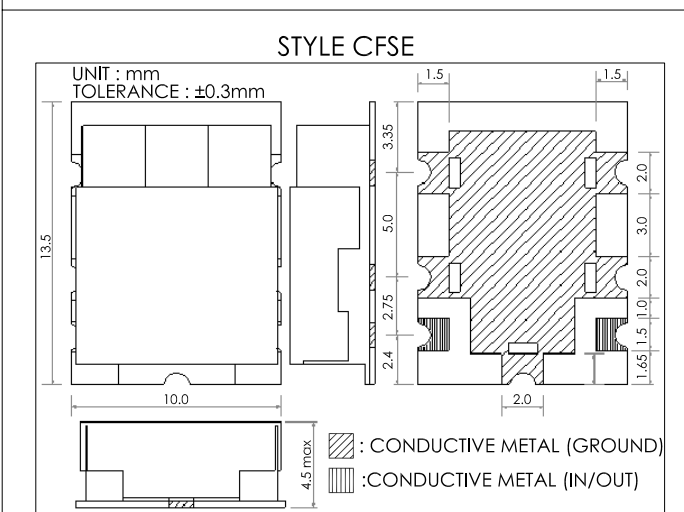 STYLE CFSE
UNIT : mm
TOLERANCE : ±0.3mm
1.5
1.5
3.35
5.0
2.75
2.4
13.5
10.0
2.0
3.0
2.0
1.0
1.5
1.65
2.0
4.5 max
: CONDUCTIVE METAL (GROUND)
:CONDUCTIVE METAL (IN/OUT)